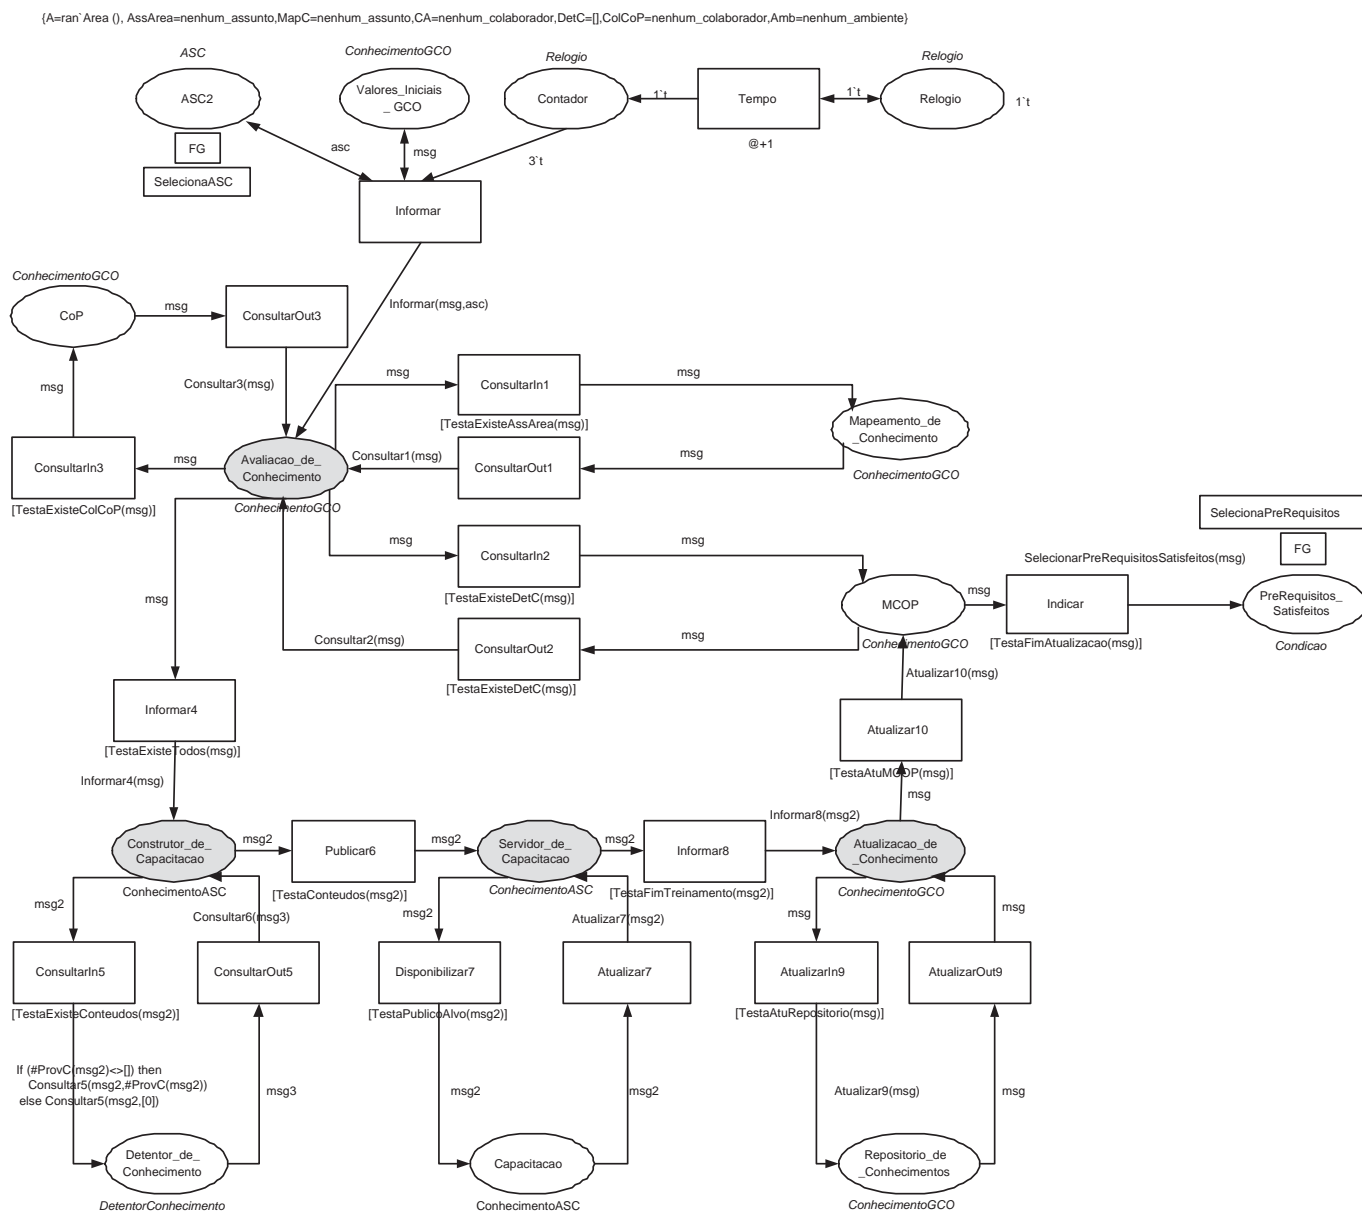 {A=ran`Area (), AssArea=nenhum_assunto,MapC=nenhum_assunto,CA=nenhum_colaborador,DetC=[],ColCoP=nenhum_colaborador,Amb=nenhum_ambiente}
ASC
ConhecimentoGCO
Relogio
Relogio
ASC2
Valores_Iniciais
_ GCO
Contador
1`t
Tempo
1`t
Relogio
1`t
FG
SelecionaASC
asc
msg
3`t
@+1
Informar
ConhecimentoGCO
CoP
msg
ConsultarOut3
Informar(msg,asc)
msg
Consultar3(msg)
msg
ConsultarIn1
msg
[TestaExisteAssArea(msg)]
Mapeamento_de
_Conhecimento
ConhecimentoGCO
ConsultarIn3
msg
Avaliacao_de_
Conhecimento
Consultar1(msg)
ConsultarOut1
msg
[TestaExisteColCoP(msg)]
ConhecimentoGCO
SelecionaPreRequisitos
FG
msg
ConsultarIn2
msg
[TestaExisteDetC(msg)]
SelecionarPreRequisitosSatisfeitos(msg)
msg
MCOP
msg
Indicar
PreRequisitos_
Satisfeitos
ConhecimentoGCO
[TestaFimAtualizacao(msg)]
Condicao
Consultar2(msg)
ConsultarOut2
msg
[TestaExisteDetC(msg)]
Atualizar10(msg)
Informar4
[TestaExisteTodos(msg)]
Atualizar10
[TestaAtuMCOP(msg)]
Informar4(msg)
msg
Informar8(msg2)
Construtor_de_
Capacitacao
msg2
Publicar6
msg2
Servidor_de_
Capacitacao
msg2
Informar8
Atualizacao_de
_Conhecimento
ConhecimentoASC
[TestaConteudos(msg2)]
ConhecimentoASC
[TestaFimTreinamento(msg2)]
ConhecimentoGCO
msg2
Consultar6(msg3)
msg2
Atualizar7(msg2)
msg
msg
ConsultarIn5
ConsultarOut5
Disponibilizar7
Atualizar7
AtualizarIn9
AtualizarOut9
[TestaExisteConteudos(msg2)]
[TestaPublicoAlvo(msg2)]
[TestaAtuRepositorio(msg)]
If (#ProvC(msg2)<>[]) then
Consultar5(msg2,#ProvC(msg2))
else Consultar5(msg2,[0])
msg3
msg2
msg2
Atualizar9(msg)
msg
Detentor_de_
Conhecimento
Capacitacao
Repositorio_de
_Conhecimentos
DetentorConhecimento
ConhecimentoASC
ConhecimentoGCO